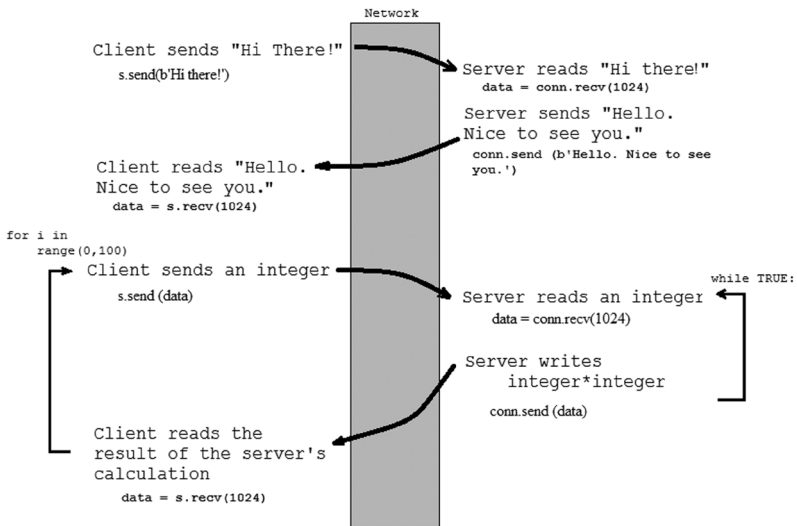 Network
Client sends "Hi There!"
s.send(b'Hi there!')
Server reads "Hi there!"
data = conn.recv(1024)
Server sends "Hello.
Nice to see you."
conn.send (b'Hello. Nice to see
you.')
Client reads "Hello.
Nice to see you."
data = s.recv(1024)
for i in
range(0,100)
Client sends an integer
s.send (data)
while TRUE:
Server reads an integer
data = conn.recv(1024)
Server writes
integer*integer
conn.send (data)
Client reads the
result of the server's
calculation
data = s.recv(1024)